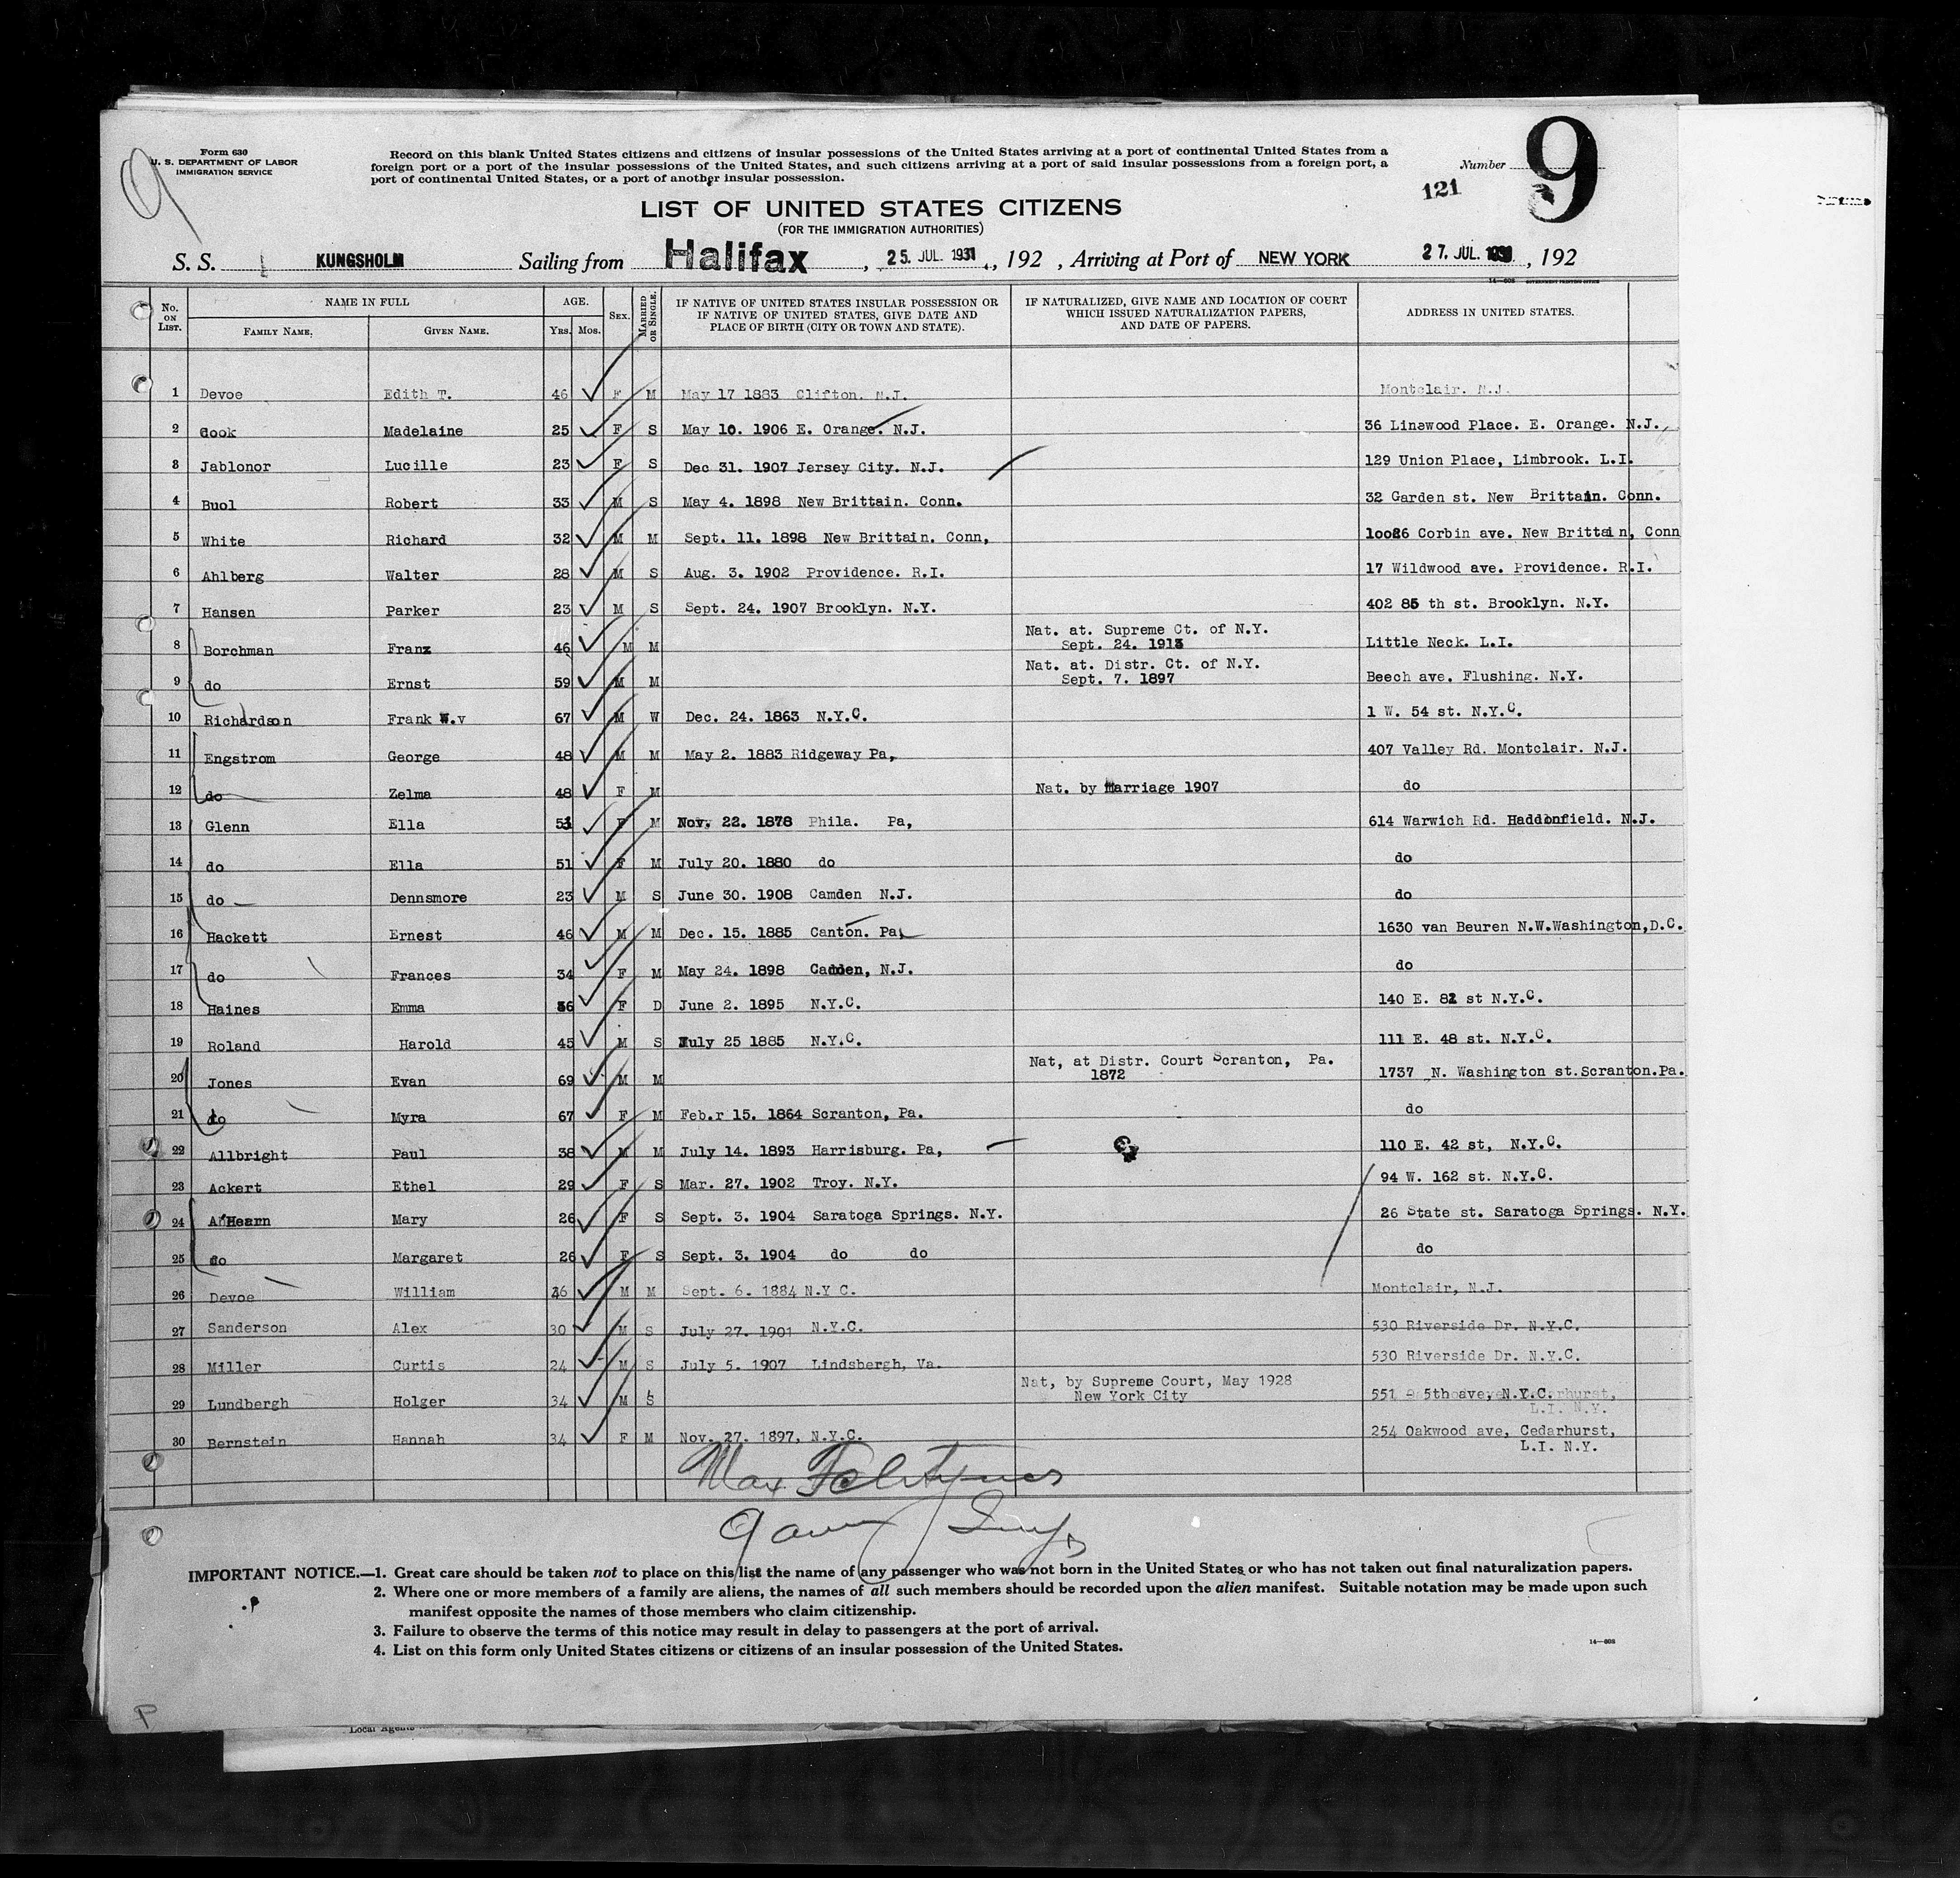 Form 630
U. S. DEPARTMENT OF LABOR
IMMIGRATION SERVICE
Record on this blank United States citizens and citizens of insular possessions of the United States arriving at a port of continental United States from a
foreign port or a port of the insular possessions of the United States, and such citizens arriving at a port of said insular possessions from a foreign port, a
port of continental United States, or a port of another insular possession.
Number 9
121
9
LIST OF UNITED STATES CITIZENS
(FOR THE IMMIGRATION AUTHORITIES)
S. S. KUNGSHOLM Sailing from Halifax, 25. JUL. 1931, 192 , Arriving at Port of NEW YORK 27. JUL. 1931, 192
14—608 GOVERNMENT PRINTING OFFICE
No. ON LIST. NAME IN FULL AGE. SEX. MARRIED OR SINGLE. IF NATIVE OF UNITED STATES INSULAR POSSESSION OR IF NATIVE OF UNITED STATES, GIVE DATE AND PLACE OF BIRTH (CITY OR TOWN AND STATE). IF NATURALIZED, GIVE NAME AND LOCATION OF COURT WHICH ISSUED NATURALIZATION PAPERS, AND DATE OF PAPERS. ADDRESS IN UNITED STATES.
FAMILY NAME. GIVEN NAME. Yrs. Mos.
1 Devoe Edith T. 46 F M May 17 1883 Clifton. N.J. Montclair. N.J.
2 Cook Madelaine 25 F S May 10. 1906 E. Orange. N.J. 36 Linswood Place. E. Orange. N.J.
3 Jablonor Lucille 23 F S Dec 31. 1907 Jersey City. N.J. 129 Union Place, Limbrook. L.I.
4 Buol Robert 33 M S May 4. 1898 New Brittain. Conn. 32 Garden st. New Brittain. Conn.
5 White Richard 32 M M Sept. 11. 1898 New Brittain. Conn, Corbin ave. New Brittain, Conn
6 Ahlberg Walter 28 M S Aug. 3. 1902 Providence. R.I. 17 Wildwood ave. Providence. R.I.
7 Hansen Parker 23 M S Sept. 24. 1907 Brooklyn. N.Y. 402 85 th st. Brooklyn. N.Y.
8 Borchman Franz 46 M M Nat. at. Supreme Ct. of N.Y. Sept. 24. 1913 Little Neck. L.I.
9 do Ernst 59 M M Nat. at. Distr. Ct. of N.Y. Sept. 7. 1897 Beech ave. Flushing. N.Y.
10 Richardson Frank W.v 67 M W Dec. 24. 1863 N.Y.C. 1 W. 54 st. N.Y.C.
11 Engstrom George 48 M M May 2. 1883 Ridgeway Pa, 407 Valley Rd. Montclair. N.J.
12 do Zelma 48 F M Nat. by Marriage 1907 do
13 Glenn Ella F M Nov. 22. 1878 Phila. Pa, 614 Warwich Rd. Haddonfield. N.J.
14 do Ella 51 F M July 20. 1880 do do
15 do Dennsmore 23 M S June 30. 1908 Camden N.J. do
16 Hackett Ernest 46 M M Dec. 15. 1885 Canton. Pa 1630 van Beuren N.W.Washington,D.C.
17 do Frances 34 F M May 24. 1898 Camden, N.J. do
18 Haines Emma 36 F D June 2. 1895 N.Y.C. 140 E. 82 st N.Y.C.
19 Roland Harold 45 M S July 25 1885 N.Y.C. 111 E. 48 st. N.Y.C.
20 Jones Evan 69 M M Nat, at Distr. Court Scranton, Pa. 1872 1737 N. Washington st.Scranton.Pa.
21 do Myra 67 F M Feb.r 15. 1864 Scranton, Pa. do
22 Allbright Paul 38 M M July 14. 1893 Harrisburg. Pa, 110 E. 42 st, N.Y.C.
23 Ackert Ethel 29 F S Mar. 27. 1902 Troy. N.Y. 94 W. 162 st. N.Y.C.
24 A'Hearn Mary 26 F S Sept. 3. 1904 Saratoga Springs. N.Y. 26 State st. Saratoga Springs. N.Y.
25 do Margaret 26 F S Sept. 3. 1904 do do do
26 Devoe William 46 M M Sept. 6. 1884 N.Y C. Montclair, N.J.
27 Sanderson Alex 30 M S July 27. 1901 N.Y.C. 530 Riverside Dr. N.Y.C.
28 Miller Curtis 24 M S July 5. 1907 Lindsbergh, Va. 530 Riverside Dr. N.Y.C.
29 Lundbergh Holger 34 M S Nat, by Supreme Court, May 1928 New York City 551 5th ave, N.Y.C.
30 Bernstein Hannah 34 F M Nov. 27. 1897, N.Y.C. 254 Oakwood ave, Cedarhurst, L.I. N.Y.
Max
IMPORTANT NOTICE.—1. Great care should be taken not to place on this list the name of any passenger who was not born in the United States or who has not taken out final naturalization papers.
2. Where one or more members of a family are aliens, the names of all such members should be recorded upon the alien manifest. Suitable notation may be made upon such
manifest opposite the names of those members who claim citizenship.
3. Failure to observe the terms of this notice may result in delay to passengers at the port of arrival.
4. List on this form only United States citizens or citizens of an insular possession of the United States.
14—608
P
Local Agents